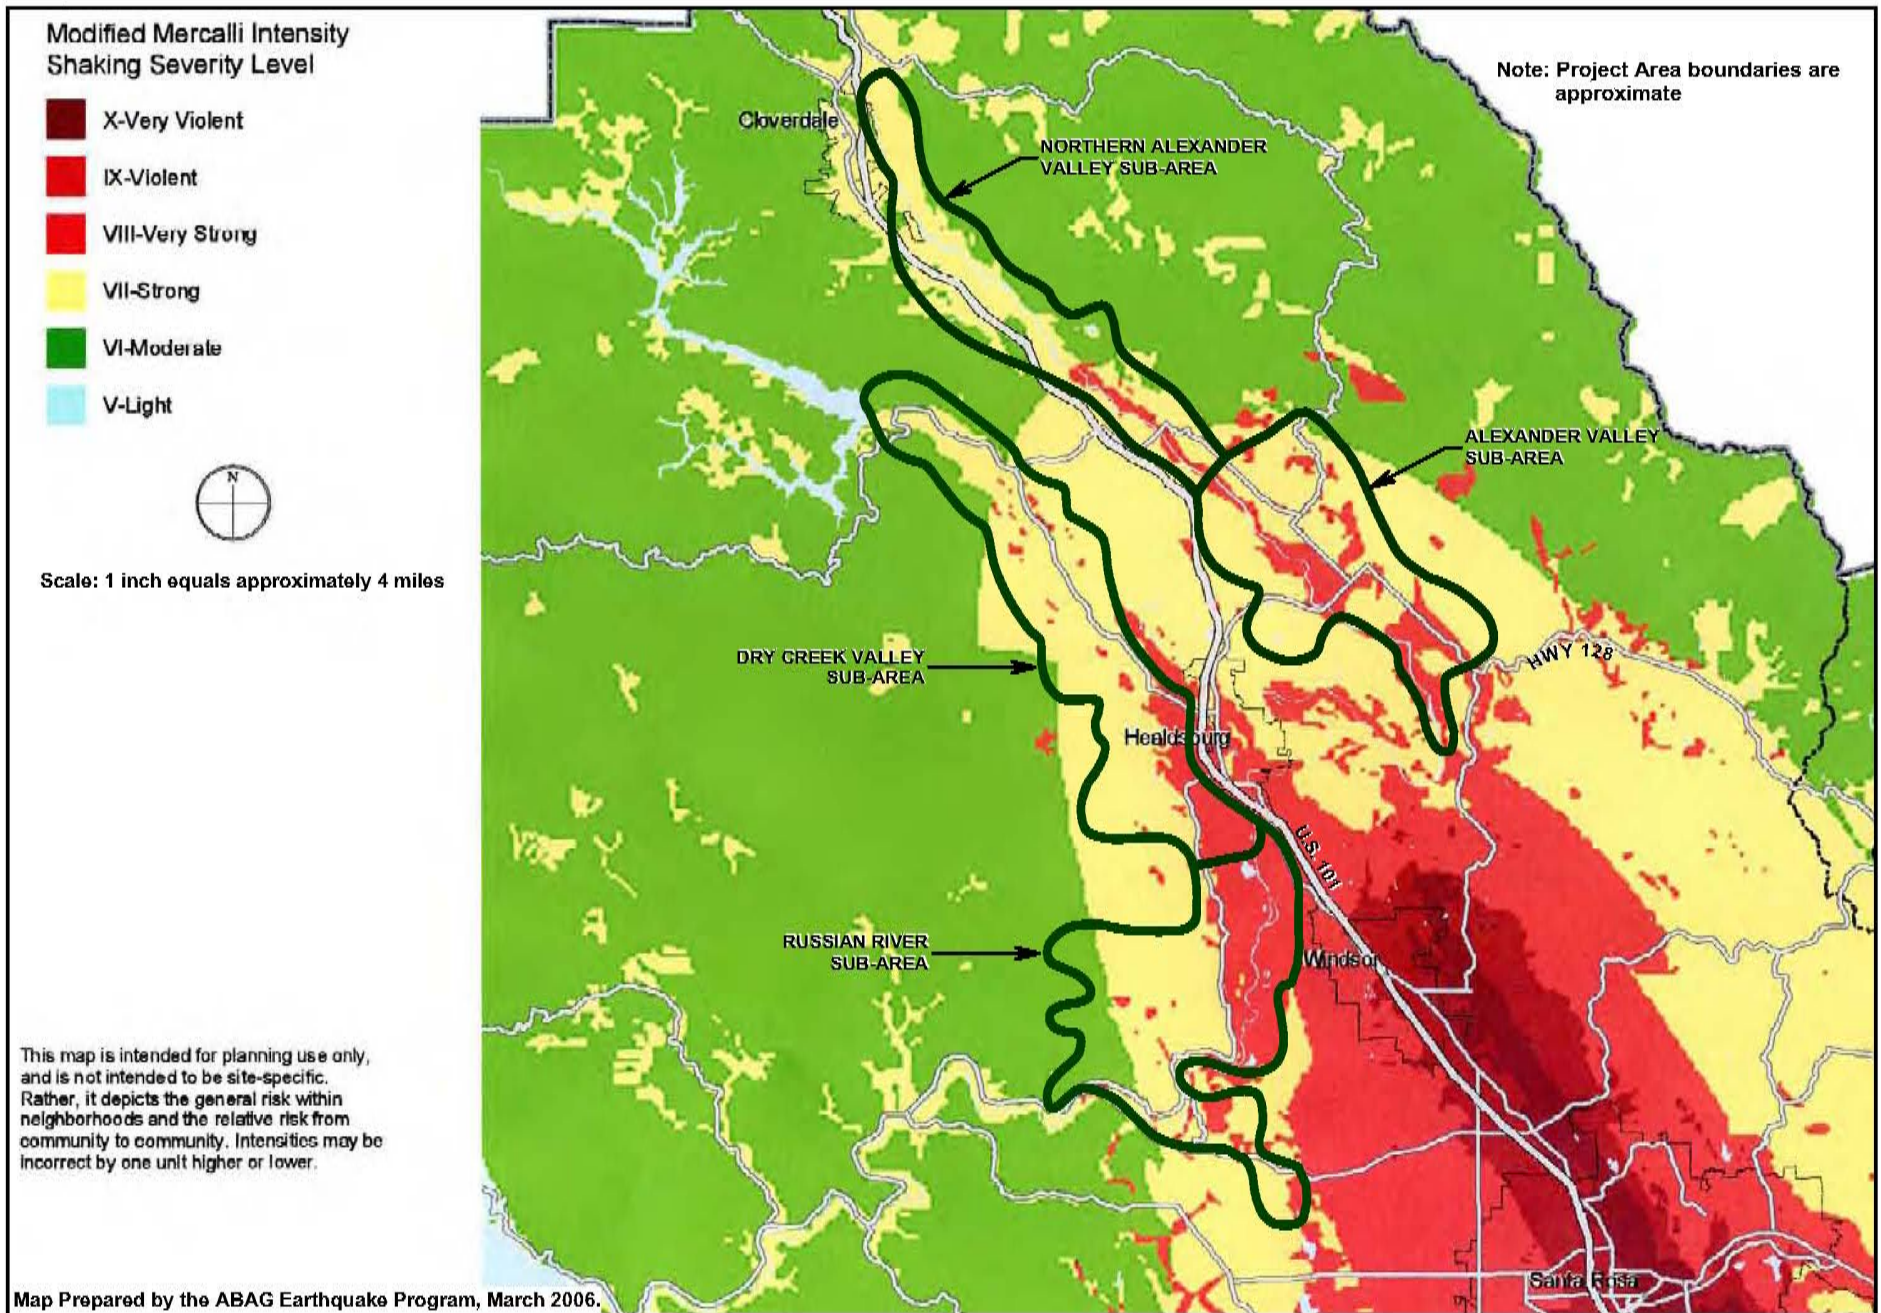 Modified Mercalli Intensity
Shaking Severity Level
X-Very Violent
IX-Violent
VIII-Very Strong
VII-Strong
VI-Moderate
V-Light
N
Scale: 1 inch equals approximately 4 miles
Note: Project Area boundaries are
approximate
Cloverdale
NORTHERN ALEXANDER
VALLEY SUB-AREA
ALEXANDER VALLEY
SUB-AREA
DRY CREEK VALLEY
SUB-AREA
HWY 128
Healdsburg
U.S. 101
RUSSIAN RIVER
SUB-AREA
Windsor
Santa Rosa
This map is intended for planning use only,
and is not intended to be site-specific.
Rather, it depicts the general risk within
neighborhoods and the relative risk from
community to community. Intensities may be
incorrect by one unit higher or lower.
Map Prepared by the ABAG Earthquake Program, March 2006.